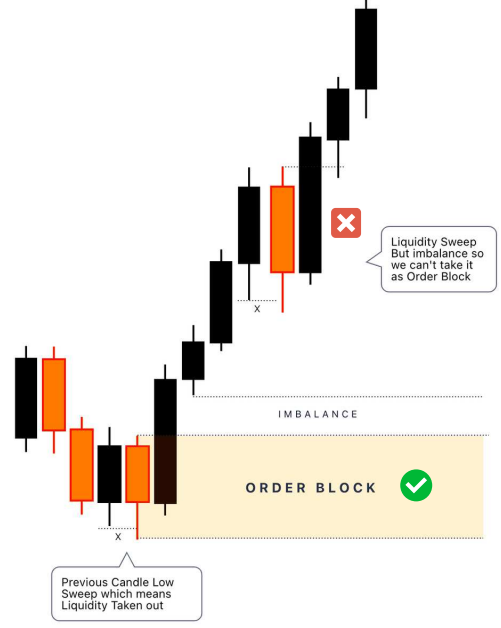 Liquidity Sweep
But imbalance so
we can't take it
as Order Block
X
IMBALANCE
ORDER BLOCK
X
Previous Candle Low
Sweep which means
Liquidity Taken out